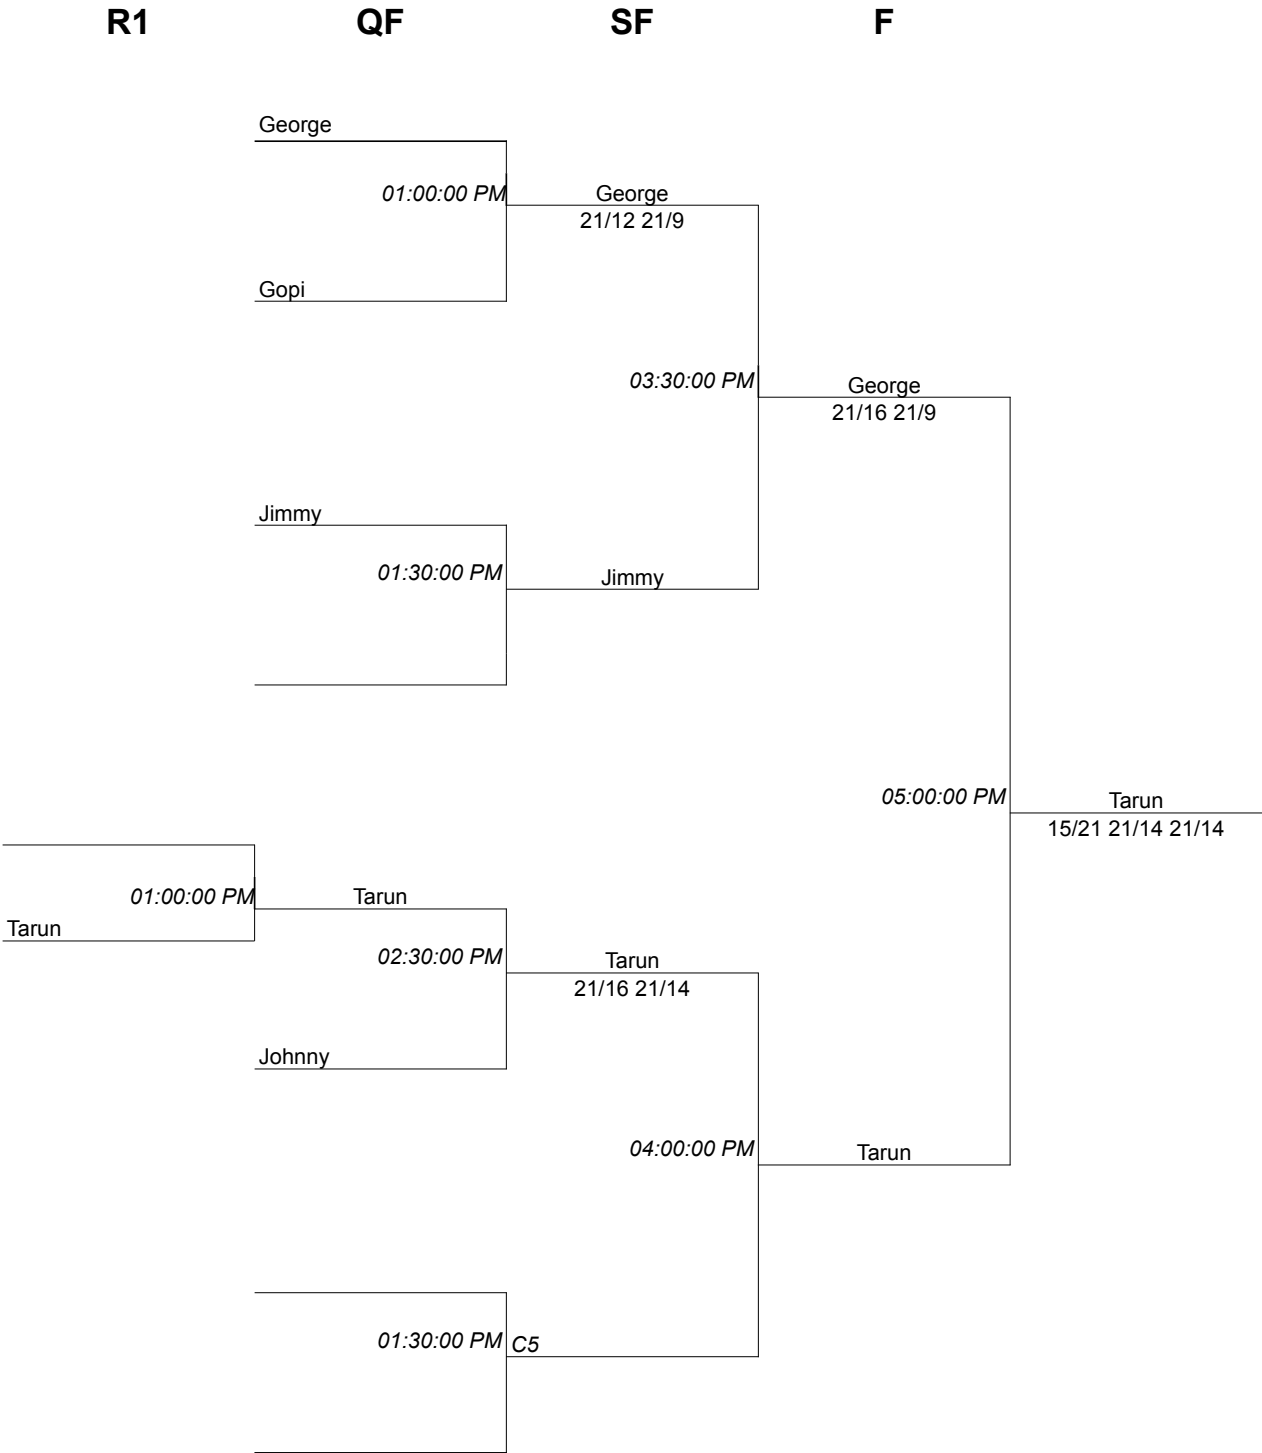 R1 QF SF F
George
01:00:00 PM George
21/12 21/9
Gopi
03:30:00 PM George
21/16 21/9
Jimmy
01:30:00 PM Jimmy
05:00:00 PM Tarun
15/21 21/14 21/14
01:00:00 PM Tarun
Tarun
02:30:00 PM Tarun
21/16 21/14
Johnny
04:00:00 PM Tarun
01:30:00 PM C5